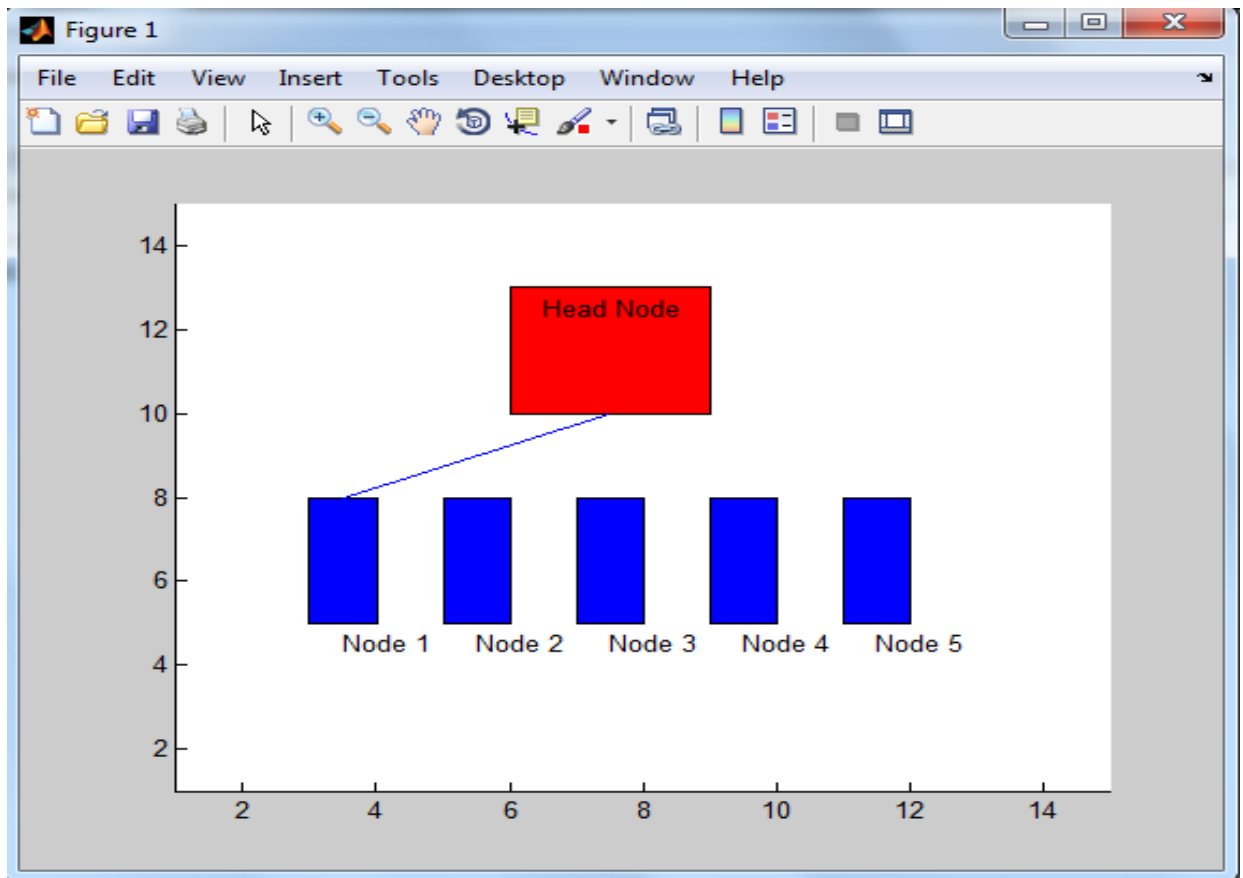 Figure 1
File Edit View Insert Tools Desktop Window Help
14
Head Node
12
10
8
6
Node 1 Node 2 Node 3 Node 4 Node 5
4
2
2 4 6 8 10 12 14